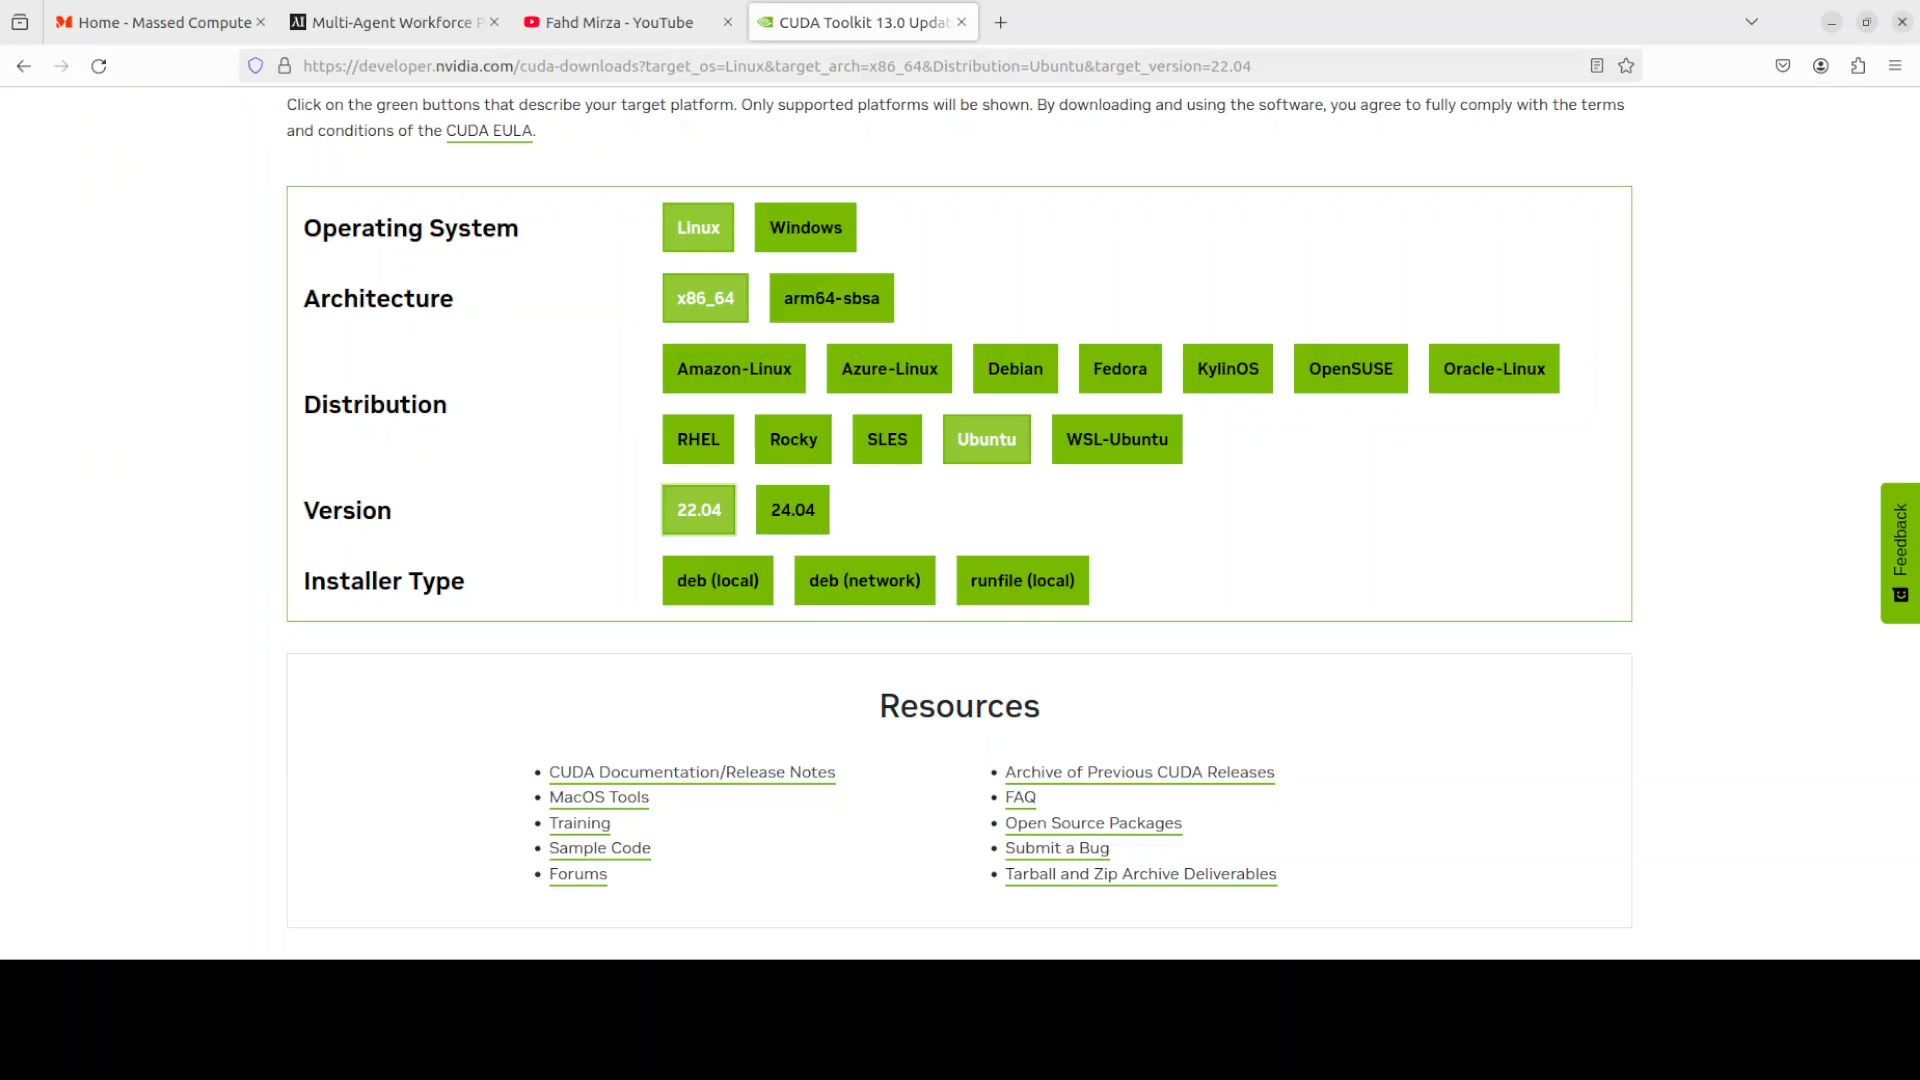 Home - Massed Compute
Multi-Agent Workforce P
Fahd Mirza - YouTube
CUDA Toolkit 13.0 Updat
https://developer.nvidia.com/cuda-downloads?target_os=Linux&target_arch=x86_64&Distribution=Ubuntu&target_version=22.04
Click on the green buttons that describe your target platform. Only supported platforms will be shown. By downloading and using the software, you agree to fully comply with the terms
and conditions of the CUDA EULA.
Operating System
Linux
Windows
Architecture
x86_64
arm64-sbsa
Distribution
Amazon-Linux
Azure-Linux
Debian
Fedora
KylinOS
OpenSUSE
Oracle-Linux
RHEL
Rocky
SLES
Ubuntu
WSL-Ubuntu
Version
22.04
24.04
Installer Type
deb (local)
deb (network)
runfile (local)
Feedback
Resources
CUDA Documentation/Release Notes
MacOS Tools
Training
Sample Code
Forums
Archive of Previous CUDA Releases
FAQ
Open Source Packages
Submit a Bug
Tarball and Zip Archive Deliverables